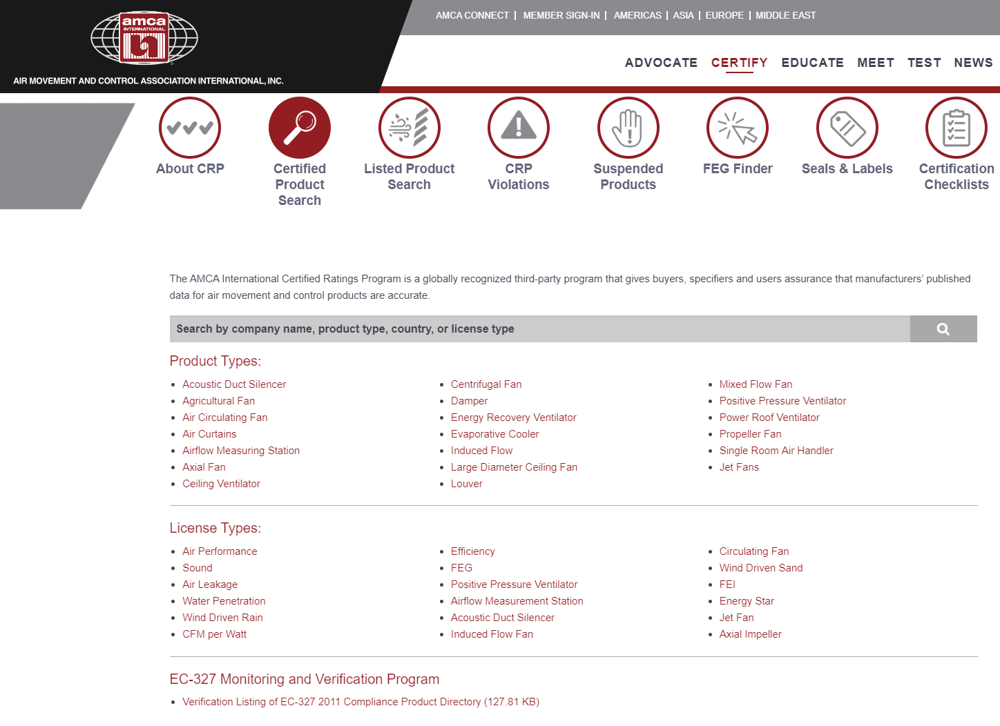 AMCA CONNECT | MEMBER SIGN-IN | AMERICAS | ASIA | EUROPE | MIDDLE EAST
amca
INTERNATIONAL
AIR MOVEMENT AND CONTROL ASSOCIATION INTERNATIONAL, INC.
ADVOCATE CERTIFY EDUCATE MEET TEST NEWS
About CRP
Certified
Product
Search
Listed Product
Search
CRP
Violations
Suspended
Products
FEG Finder
Seals & Labels
Certification
Checklists
The AMCA International Certified Ratings Program is a globally recognized third-party program that gives buyers, specifiers and users assurance that manufacturers’ published
data for air movement and control products are accurate.
Search by company name, product type, country, or license type
Product Types:
Acoustic Duct Silencer
Agricultural Fan
Air Circulating Fan
Air Curtains
Airflow Measuring Station
Axial Fan
Ceiling Ventilator
Centrifugal Fan
Damper
Energy Recovery Ventilator
Evaporative Cooler
Induced Flow
Large Diameter Ceiling Fan
Louver
Mixed Flow Fan
Positive Pressure Ventilator
Power Roof Ventilator
Propeller Fan
Single Room Air Handler
Jet Fans
License Types:
Air Performance
Sound
Air Leakage
Water Penetration
Wind Driven Rain
CFM per Watt
Efficiency
FEG
Positive Pressure Ventilator
Airflow Measurement Station
Acoustic Duct Silencer
Induced Flow Fan
Circulating Fan
Wind Driven Sand
FEI
Energy Star
Jet Fan
Axial Impeller
EC-327 Monitoring and Verification Program
Verification Listing of EC-327 2011 Compliance Product Directory (127.81 KB)